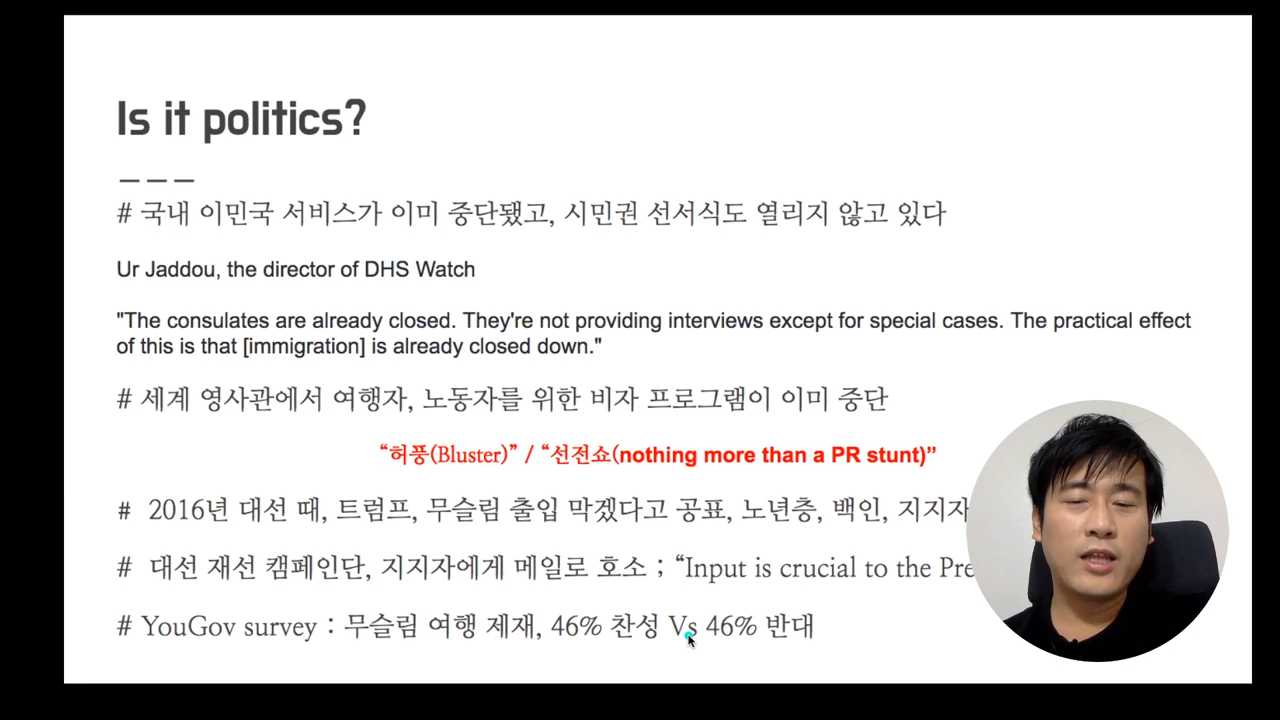 Is it politics?
# 국내 이민국 서비스가 이미 중단됐고, 시민권 선서식도 열리지 않고 있다
Ur Jaddou, the director of DHS Watch
"The consulates are already closed. They're not providing interviews except for special cases. The practical effect
of this is that [immigration] is already closed down."
# 세계 영사관에서 여행자, 노동자를 위한 비자 프로그램이 이미 중단
“허풍(Bluster)” / “선전쇼(nothing more than a PR stunt)”
# 2016년 대선 때, 트럼프, 무슬림 출입 막겠다고 공표, 노년층, 백인, 지지자
# 대선 재선 캠페인단, 지지자에게 메일로 호소 ; “Input is crucial to the Pre
# YouGov survey : 무슬림 여행 제재, 46% 찬성 Vs 46% 반대